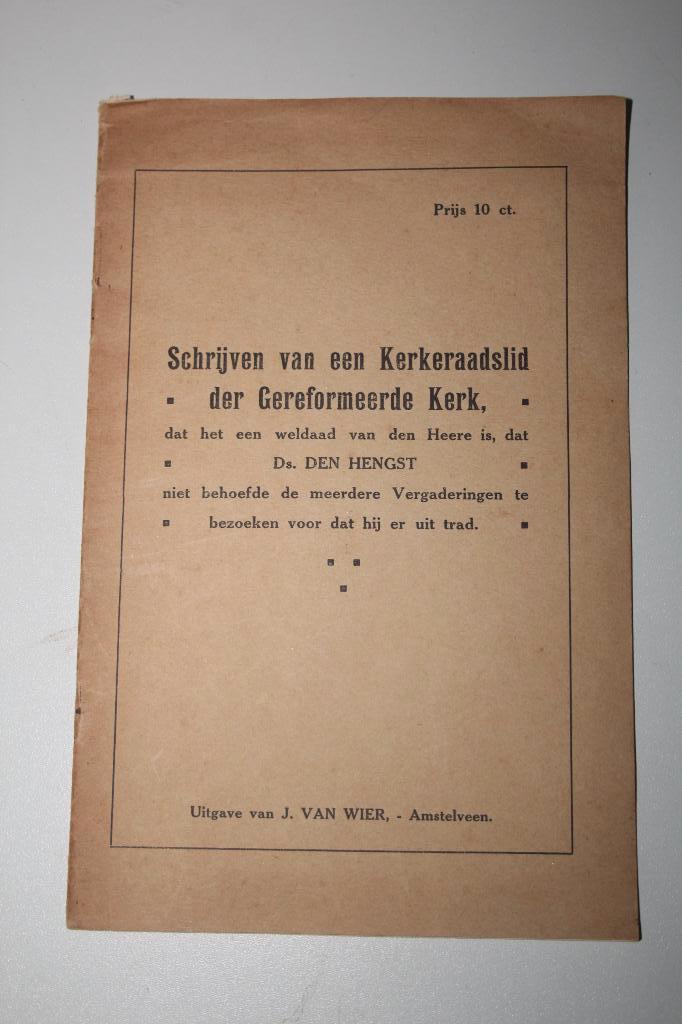 Prijs 10 ct.
Schrijven van een Kerkeraadslid
der Gereformeerde Kerk,
dat het een weldaad van den Heere is, dat
Ds. DEN HENGST
niet behoefde de meerdere Vergaderingen te
bezoeken voor dat hij er uit trad.
Uitgave van J. VAN WIER, - Amstelveen.